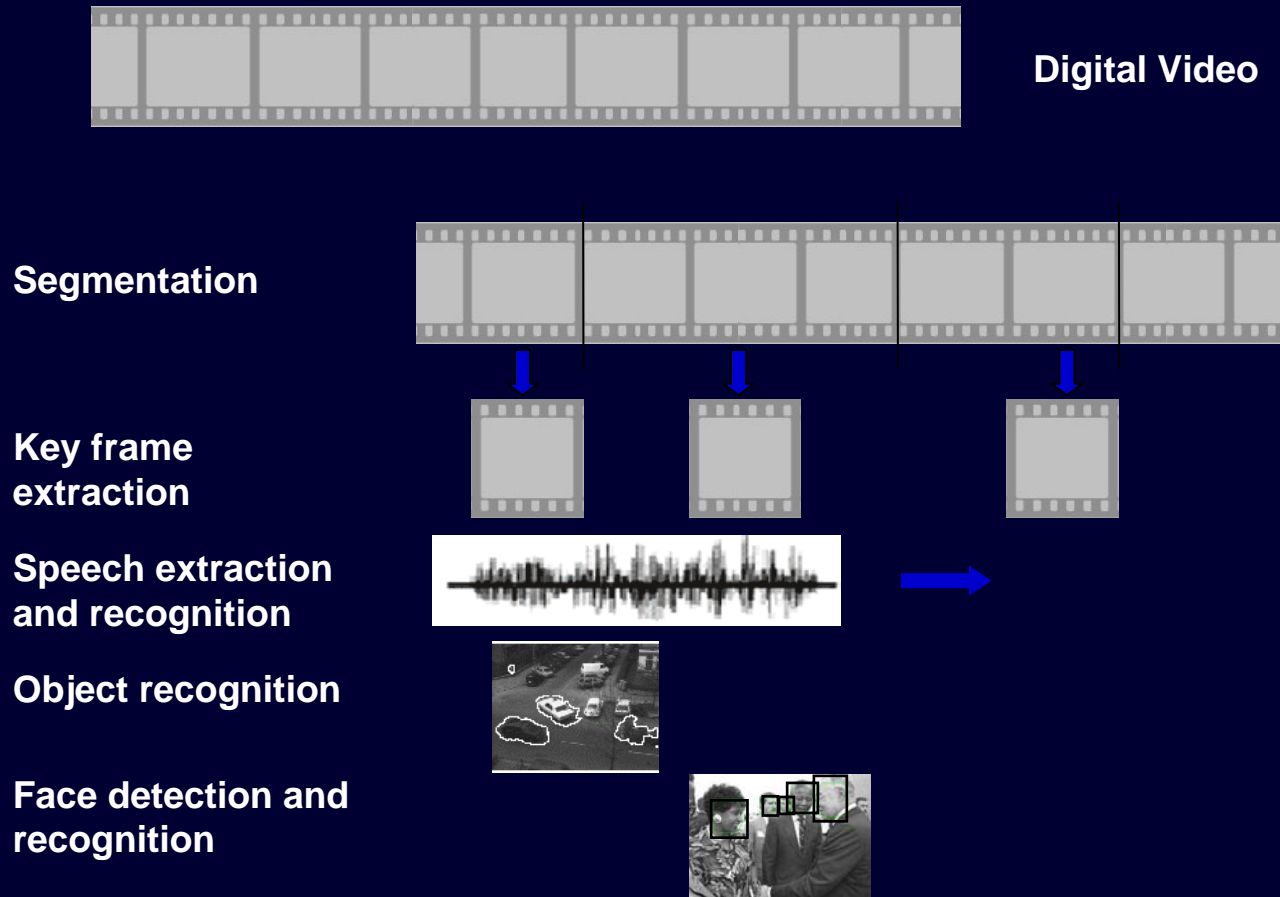 Digital Video
Segmentation
Key frame
extraction
Speech extraction
and recognition
Object recognition
Face detection and
recognition